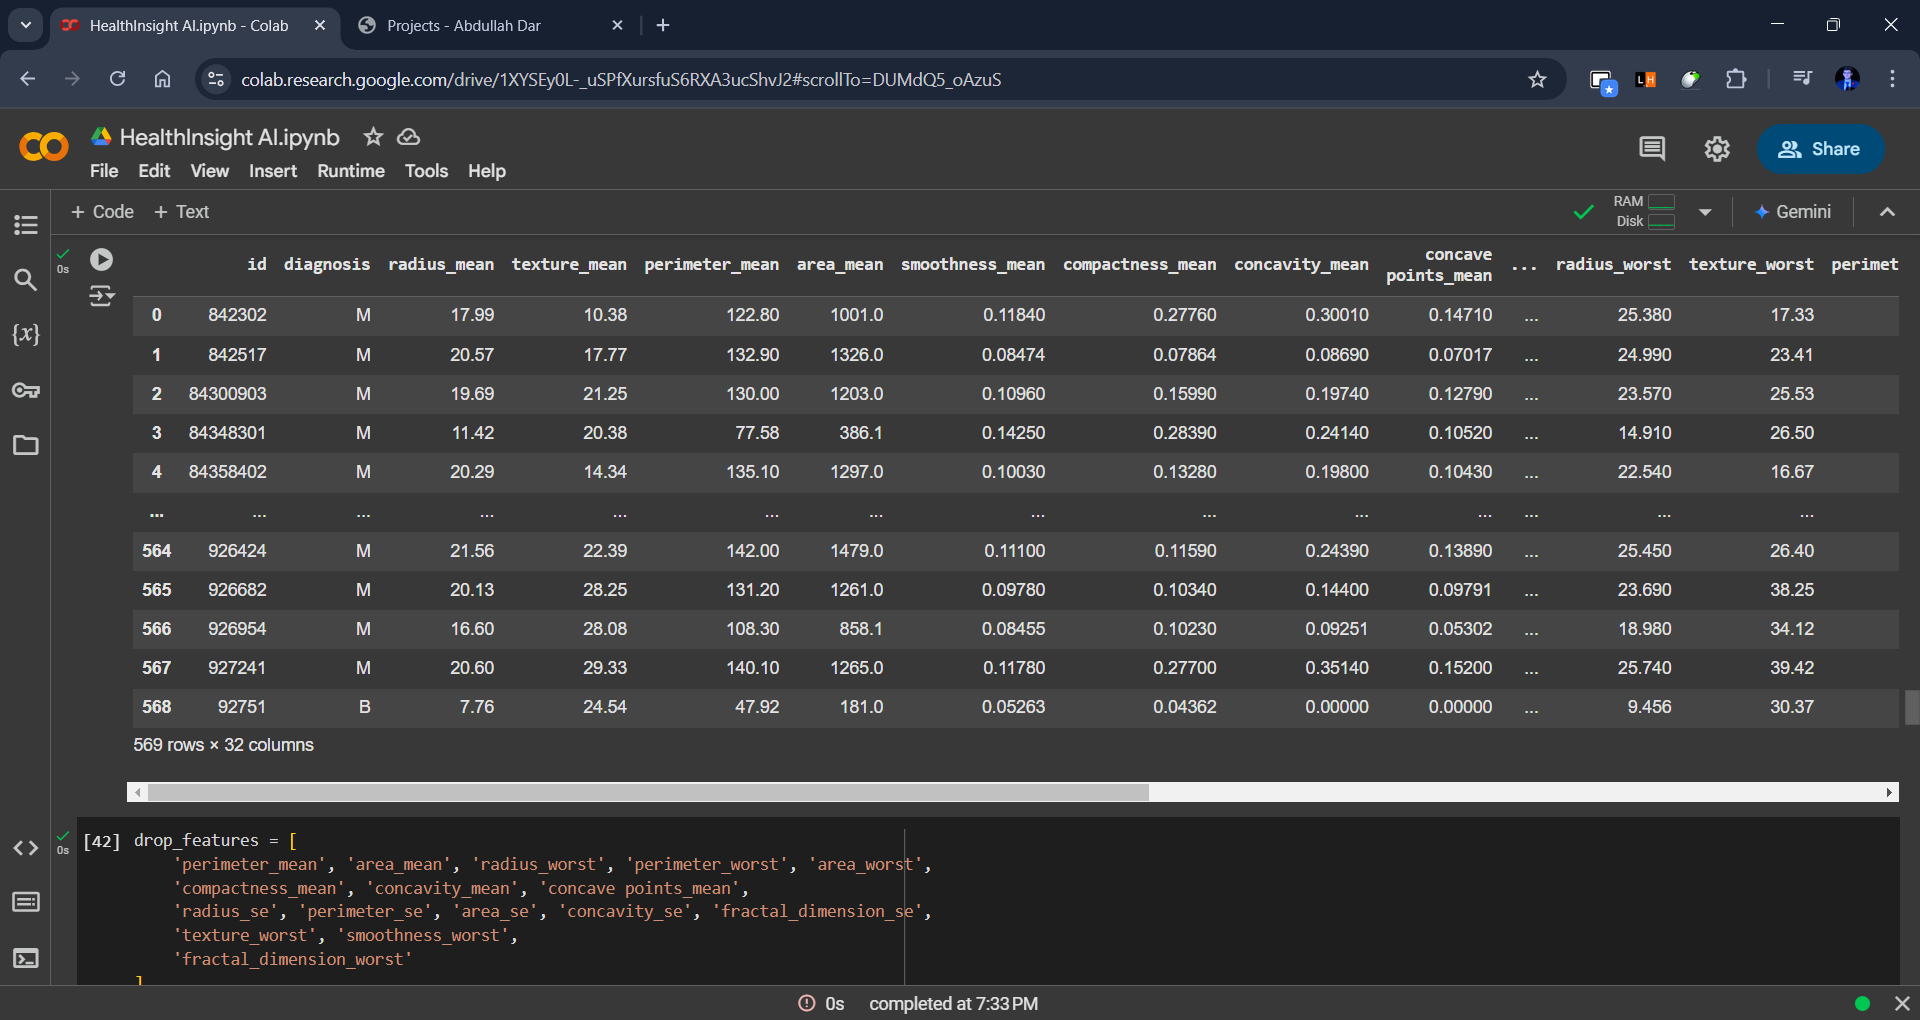 HealthInsight AI.ipynb - Colab
Projects - Abdullah Dar
colab.research.google.com/drive/1XYSEy0L-_uSPfXursfuS6RXA3ucShvJ2#scrollTo=DUMdQ5_oAzuS
L H
HealthInsight AI.ipynb
File Edit View Insert Runtime Tools Help
Share
+ Code + Text
RAM
Disk
Gemini
0s
id diagnosis radius_mean texture_mean perimeter_mean area_mean smoothness_mean compactness_mean concavity_mean concave points_mean ... radius_worst texture_worst perimet
0 842302 M 17.99 10.38 122.80 1001.0 0.11840 0.27760 0.30010 0.14710 ... 25.380 17.33
1 842517 M 20.57 17.77 132.90 1326.0 0.08474 0.07864 0.08690 0.07017 ... 24.990 23.41
2 84300903 M 19.69 21.25 130.00 1203.0 0.10960 0.15990 0.19740 0.12790 ... 23.570 25.53
3 84348301 M 11.42 20.38 77.58 386.1 0.14250 0.28390 0.24140 0.10520 ... 14.910 26.50
4 84358402 M 20.29 14.34 135.10 1297.0 0.10030 0.13280 0.19800 0.10430 ... 22.540 16.67
... ... ... ... ... ... ... ... ... ... ... ... ... ...
564 926424 M 21.56 22.39 142.00 1479.0 0.11100 0.11590 0.24390 0.13890 ... 25.450 26.40
565 926682 M 20.13 28.25 131.20 1261.0 0.09780 0.10340 0.14400 0.09791 ... 23.690 38.25
566 926954 M 16.60 28.08 108.30 858.1 0.08455 0.10230 0.09251 0.05302 ... 18.980 34.12
567 927241 M 20.60 29.33 140.10 1265.0 0.11780 0.27700 0.35140 0.15200 ... 25.740 39.42
568 92751 B 7.76 24.54 47.92 181.0 0.05263 0.04362 0.00000 0.00000 ... 9.456 30.37
569 rows × 32 columns
0s
[42] drop_features = [
'perimeter_mean', 'area_mean', 'radius_worst', 'perimeter_worst', 'area_worst',
'compactness_mean', 'concavity_mean', 'concave points_mean',
'radius_se', 'perimeter_se', 'area_se', 'concavity_se', 'fractal_dimension_se',
'texture_worst', 'smoothness_worst',
'fractal_dimension_worst'
]
0s completed at 7:33 PM